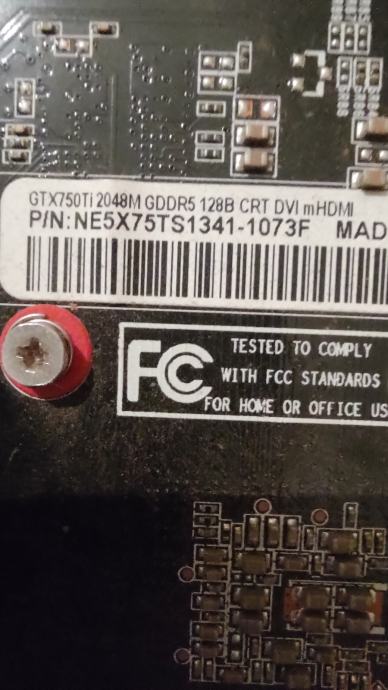 GTX750Ti 2048M GDDR5 128B CRT DVI mHDMI
P/N:NE5X75TS1341-1073F MAD
FC
TESTED TO COMPLY
WITH FCC STANDARDS
FOR HOME OR OFFICE US